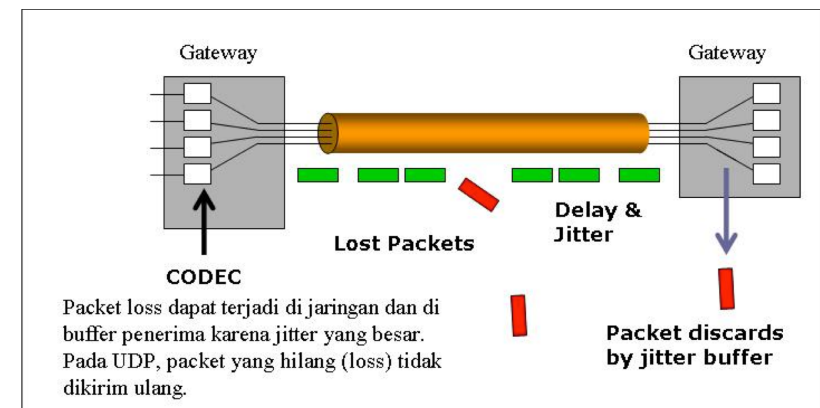 Gateway
Gateway
Lost Packets
Delay &
Jitter
CODEC
Packet loss dapat terjadi di jaringan dan di
buffer penerima karena jitter yang besar.
Pada UDP, packet yang hilang (loss) tidak
dikirim ulang.
Packet discards
by jitter buffer